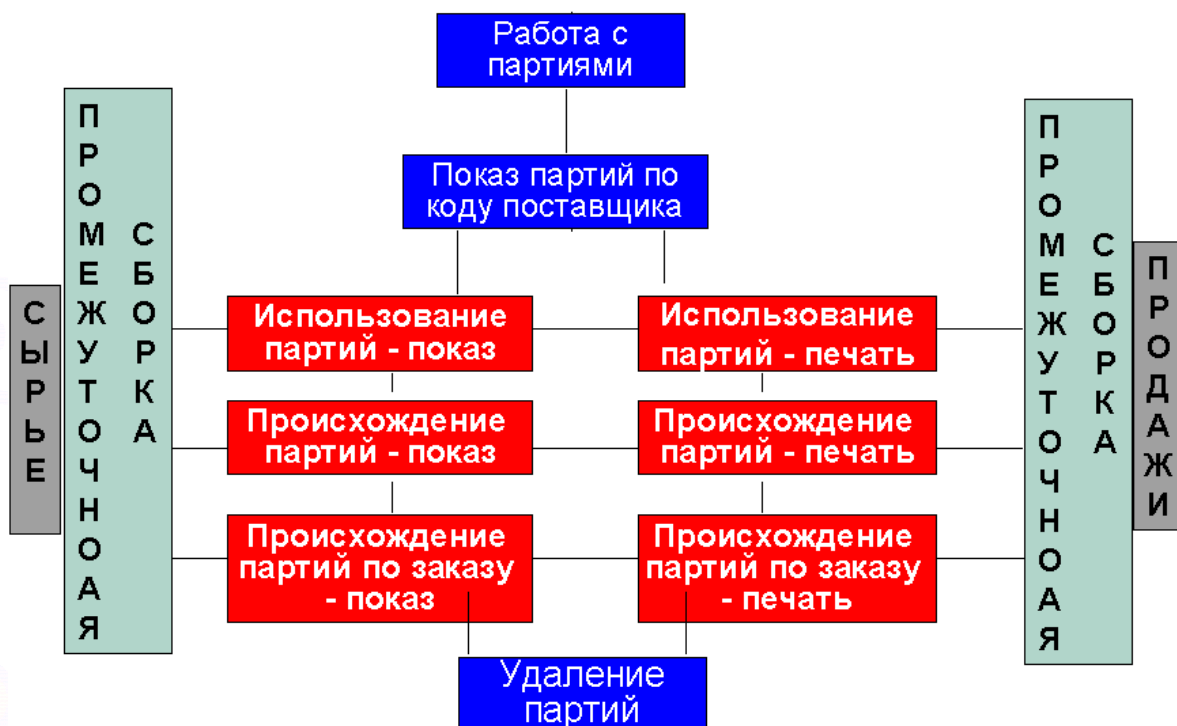 Работа с
партиями
Показ партий по
коду поставщика
СЫРЬЕ
ПРОМЕЖУТОЧНАЯ
СБОРКА
Использование
партий - показ
Использование
партий - печать
Происхождение
партий - показ
Происхождение
партий - печать
Происхождение
партий по заказу
- показ
Происхождение
партий по заказу
- печать
Удаление
партий
ПРОМЕЖУТОЧНОАЯ
СБОРКА
ПРОДАЖИ